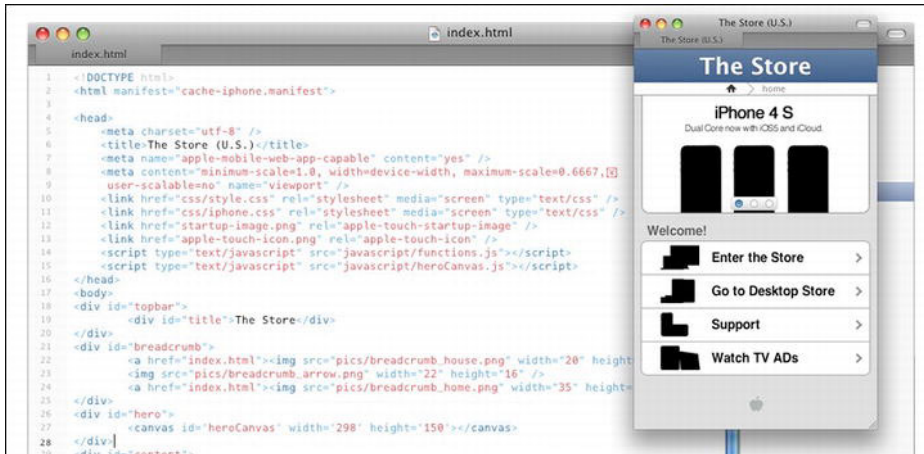 index.html
index.html
1 <!DOCTYPE html>
2 <html manifest="cache-iphone.manifest">
3
4 <head>
5 <meta charset="utf-8" />
6 <title>The Store (U.S.)</title>
7 <meta name="apple-mobile-web-app-capable" content="yes" />
8 <meta content="minimum-scale=1.0, width=device-width, maximum-scale=0.6667,
9 user-scalable=no" name="viewport" />
10 <link href="css/style.css" rel="stylesheet" media="screen" type="text/css" />
11 <link href="css/iphone.css" rel="stylesheet" media="screen" type="text/css" />
12 <link href="startup-image.png" rel="apple-touch-startup-image" />
13 <link href="apple-touch-icon.png" rel="apple-touch-icon" />
14 <script type="text/javascript" src="javascript/functions.js"></script>
15 <script type="text/javascript" src="javascript/heroCanvas.js"></script>
16 </head>
17 <body>
18 <div id="topbar">
19 <div id="title">The Store</div>
20 </div>
21 <div id="breadcrumb">
22 <a href="index.html"><img src="pics/breadcrumb_house.png" width="20" height
23 <img src="pics/breadcrumb_arrow.png" width="22" height="16" />
24 <a href="index.html"><img src="pics/breadcrumb_home.png" width="35" height=
25 </div>
26 <div id="hero">
27 <canvas id='heroCanvas' width='298' height='150'></canvas>
28 </div>
29 <div id="content">
The Store (U.S.)
The Store (U.S.)
The Store
home
iPhone 4 S
Dual Core now with iOS5 and iCloud.
Welcome!
Enter the Store
Go to Desktop Store
Support
Watch TV ADs